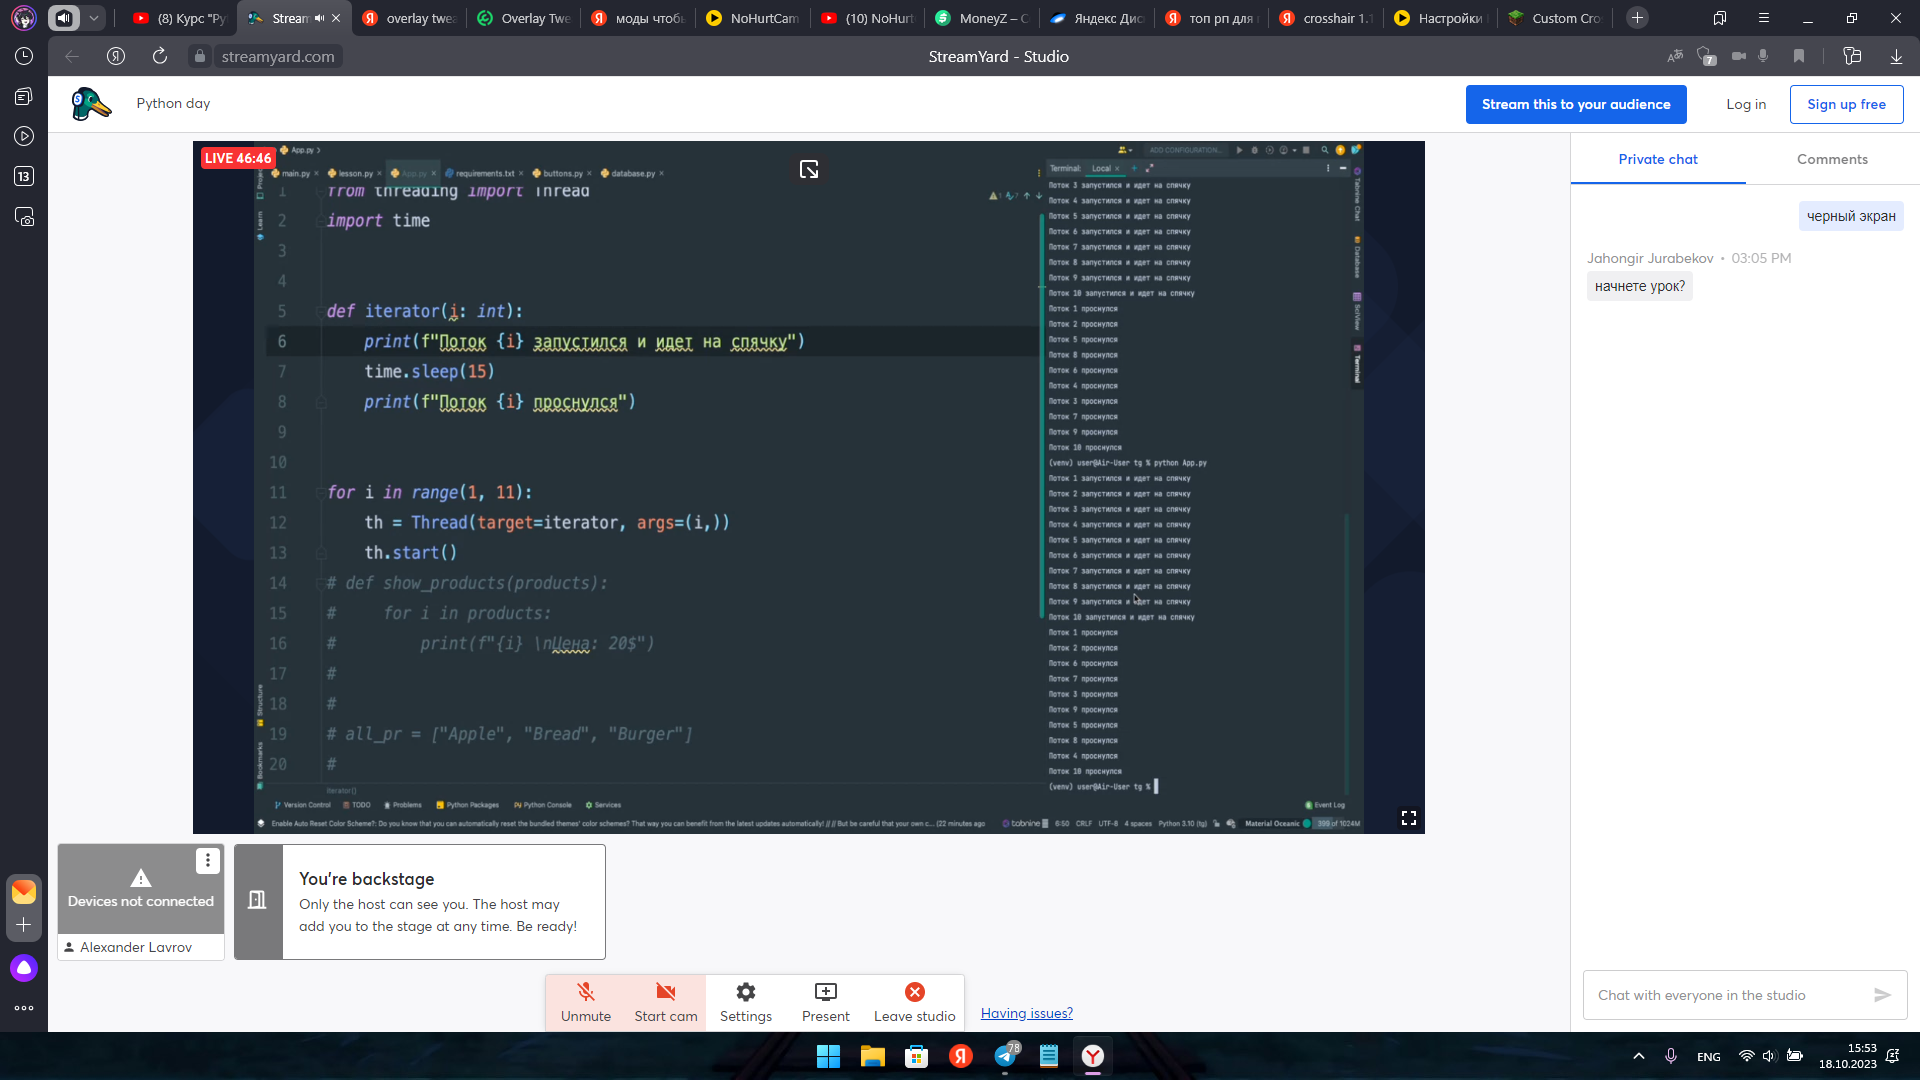 (8) Курс "Ру
Stream
overlay twea
Overlay Twe
моды чтобы
NoHurtCam
(10) NoHurt
MoneyZ – C
Яндекс Дис
топ рп для
crosshair 1.1
Настройки
Custom Cro
streamyard.com
StreamYard - Studio
7
13
Python day
Stream this to your audience
Log in
Sign up free
LIVE 46:46
App.py
main.py
lesson.py
App.py
requirements.txt
buttons.py
database.py
ADD CONFIGURATION...
1 from threading import Thread
2 import time
3
4
5 def iterator(i: int):
6 print(f"Поток {i} запустился и идет на спячку")
7 time.sleep(15)
8 print(f"Поток {i} проснулся")
9
10
11 for i in range(1, 11):
12 th = Thread(target=iterator, args=(i,))
13 th.start()
14 # def show_products(products):
15 # for i in products:
16 # print(f"{i} \nЦена: 20$")
17 #
18 #
19 # all_pr = ["Apple", "Bread", "Burger"]
20 #
iterator()
Learn
Structure
Bookmarks
Terminal: Local
Поток 3 запустился и идет на спячку
Поток 4 запустился и идет на спячку
Поток 5 запустился и идет на спячку
Поток 6 запустился и идет на спячку
Поток 7 запустился и идет на спячку
Поток 8 запустился и идет на спячку
Поток 9 запустился и идет на спячку
Поток 10 запустился и идет на спячку
Поток 1 проснулся
Поток 2 проснулся
Поток 5 проснулся
Поток 8 проснулся
Поток 6 проснулся
Поток 4 проснулся
Поток 3 проснулся
Поток 7 проснулся
Поток 9 проснулся
Поток 10 проснулся
(venv) user@Air-User tg % python App.py
Поток 1 запустился и идет на спячку
Поток 2 запустился и идет на спячку
Поток 3 запустился и идет на спячку
Поток 4 запустился и идет на спячку
Поток 5 запустился и идет на спячку
Поток 6 запустился и идет на спячку
Поток 7 запустился и идет на спячку
Поток 8 запустился и идет на спячку
Поток 9 запустился и идет на спячку
Поток 10 запустился и идет на спячку
Поток 1 проснулся
Поток 2 проснулся
Поток 6 проснулся
Поток 7 проснулся
Поток 3 проснулся
Поток 9 проснулся
Поток 5 проснулся
Поток 8 проснулся
Поток 4 проснулся
Поток 10 проснулся
(venv) user@Air-User tg %
Tabnine Chat
Database
SciView
Terminal
Version Control
TODO
Problems
Python Packages
Python Console
Services
Event Log
Enable Auto Reset Color Scheme?: Do you know that you can automatically reset the bundled themes' color schemes? That way you can benefit from the latest updates automatically! // // But be careful that your own c... (22 minutes ago
tabnine
6:50 CRLF UTF-8 4 spaces Python 3.10 (tg) Material Oceanic 399 of 1024M
Private chat
Comments
черный экран
Jahongir Jurabekov • 03:05 PM
начнете урок?
Devices not connected
Alexander Lavrov
You're backstage
Only the host can see you. The host may
add you to the stage at any time. Be ready!
Unmute
Start cam
Settings
Present
Leave studio
Having issues?
Chat with everyone in the studio
78
ENG
15:53
18.10.2023